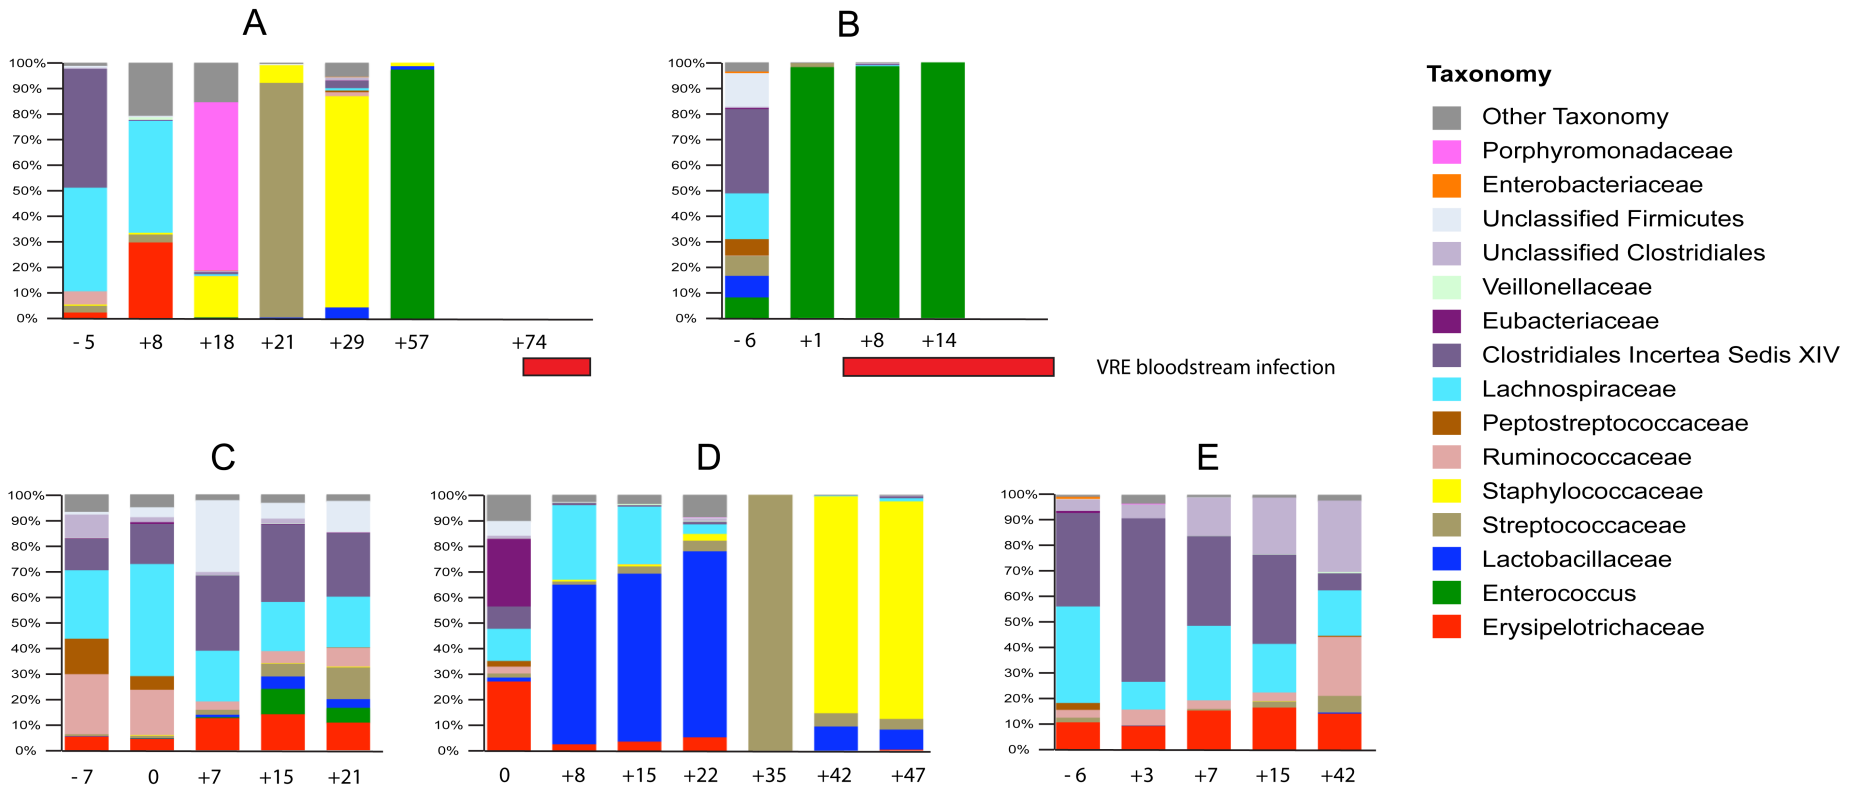 A
100%
90%
80%
70%
60%
50%
40%
30%
20%
10%
0%
- 5 +8 +18 +21 +29 +57 +74
B
100%
90%
80%
70%
60%
50%
40%
30%
20%
10%
0%
- 6 +1 +8 +14
VRE bloodstream infection
Taxonomy
Other Taxonomy
Porphyromonadaceae
Enterobacteriaceae
Unclassified Firmicutes
Unclassified Clostridiales
Veillonellaceae
Eubacteriaceae
Clostridiales Incertea Sedis XIV
Lachnospiraceae
Peptostreptococcaceae
Ruminococcaceae
Staphylococcaceae
Streptococcaceae
Lactobacillaceae
Enterococcus
Erysipelotrichaceae
C
100%
90%
80%
70%
60%
50%
40%
30%
20%
10%
0%
- 7 0 +7 +15 +21
D
100%
90%
80%
70%
60%
50%
40%
30%
20%
10%
0%
0 +8 +15 +22 +35 +42 +47
E
100%
90%
80%
70%
60%
50%
40%
30%
20%
10%
0%
- 6 +3 +7 +15 +42